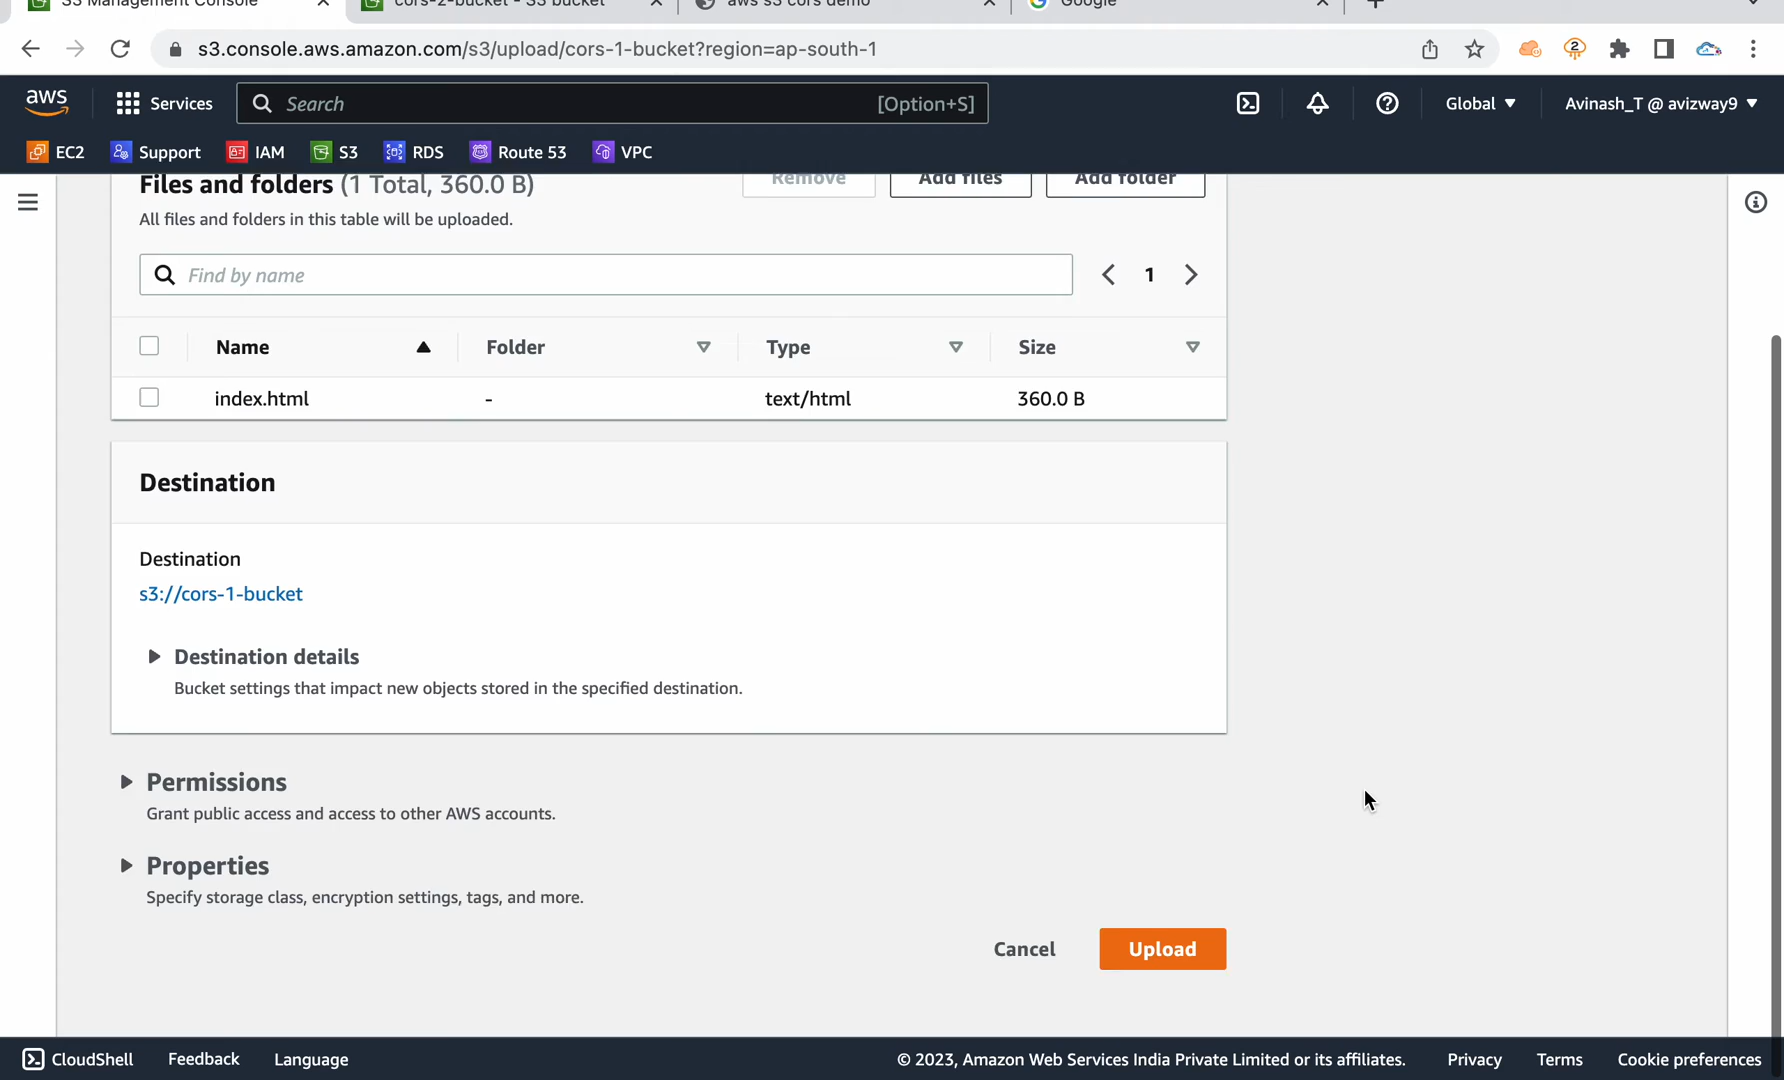 S3 Management Console
cors-2-bucket - S3 bucket
aws s3 cors demo
Google
s3.console.aws.amazon.com/s3/upload/cors-1-bucket?region=ap-south-1
2
aws
Services
Search
[Option+S]
Global
Avinash_T @ avizway9
EC2
Support
IAM
S3
RDS
Route 53
VPC
Files and folders (1 Total, 360.0 B)
Remove
Add files
Add folder
All files and folders in this table will be uploaded.
Find by name
1
Name
Folder
Type
Size
index.html
-
text/html
360.0 B
Destination
Destination
s3://cors-1-bucket
Destination details
Bucket settings that impact new objects stored in the specified destination.
Permissions
Grant public access and access to other AWS accounts.
Properties
Specify storage class, encryption settings, tags, and more.
Cancel
Upload
CloudShell
Feedback
Language
© 2023, Amazon Web Services India Private Limited or its affiliates.
Privacy
Terms
Cookie preferences